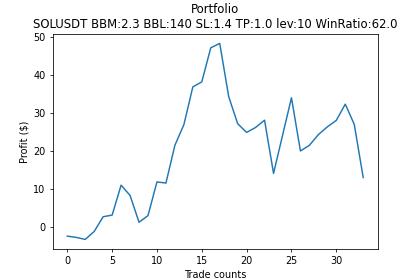 Portfolio
SOLUSDT BBM:2.3 BBL:140 SL:1.4 TP:1.0 lev:10 WinRatio:62.0
50
40
30
20
10
0
Profit ($)
0 5 10 15 20 25 30
Trade counts